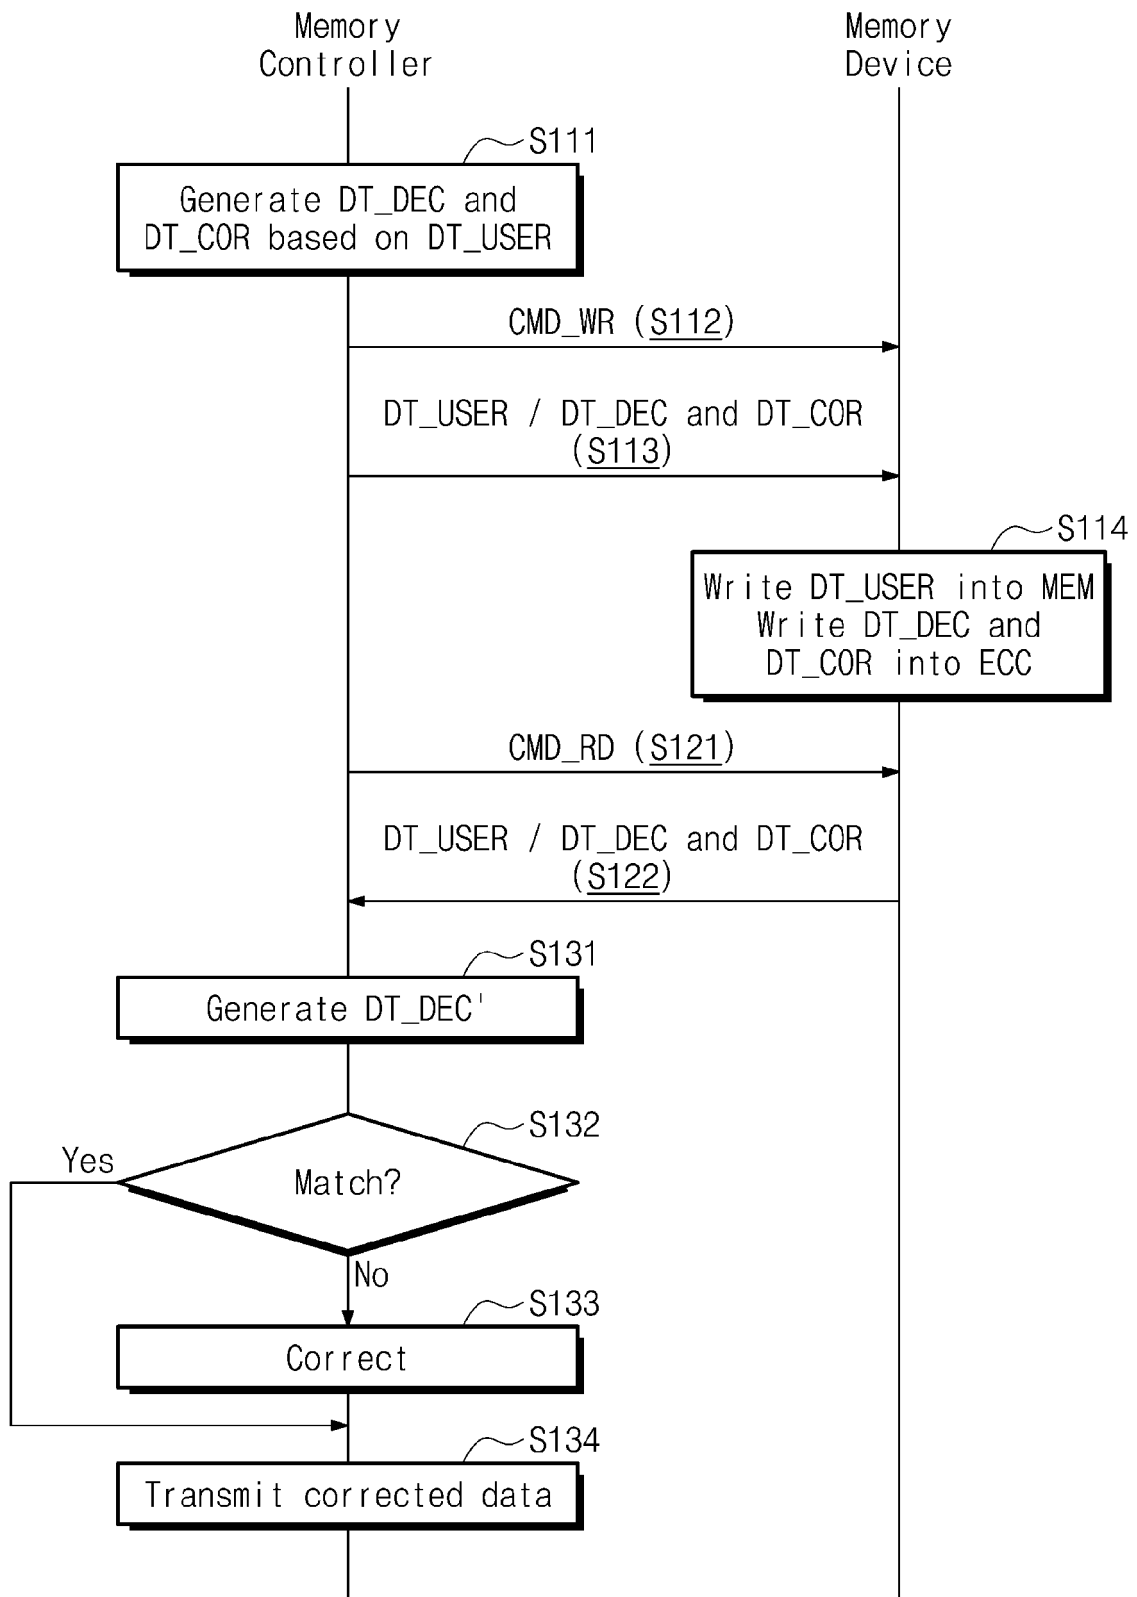 Memory
Controller
Memory
Device
S111
Generate DT_DEC and
DT_COR based on DT_USER
CMD_WR (S112)
DT_USER / DT_DEC and DT_COR
(S113)
S114
Write DT_USER into MEM
Write DT_DEC and
DT_COR into ECC
CMD_RD (S121)
DT_USER / DT_DEC and DT_COR
(S122)
S131
Generate DT_DEC'
S132
Yes
Match?
No
S133
Correct
S134
Transmit corrected data